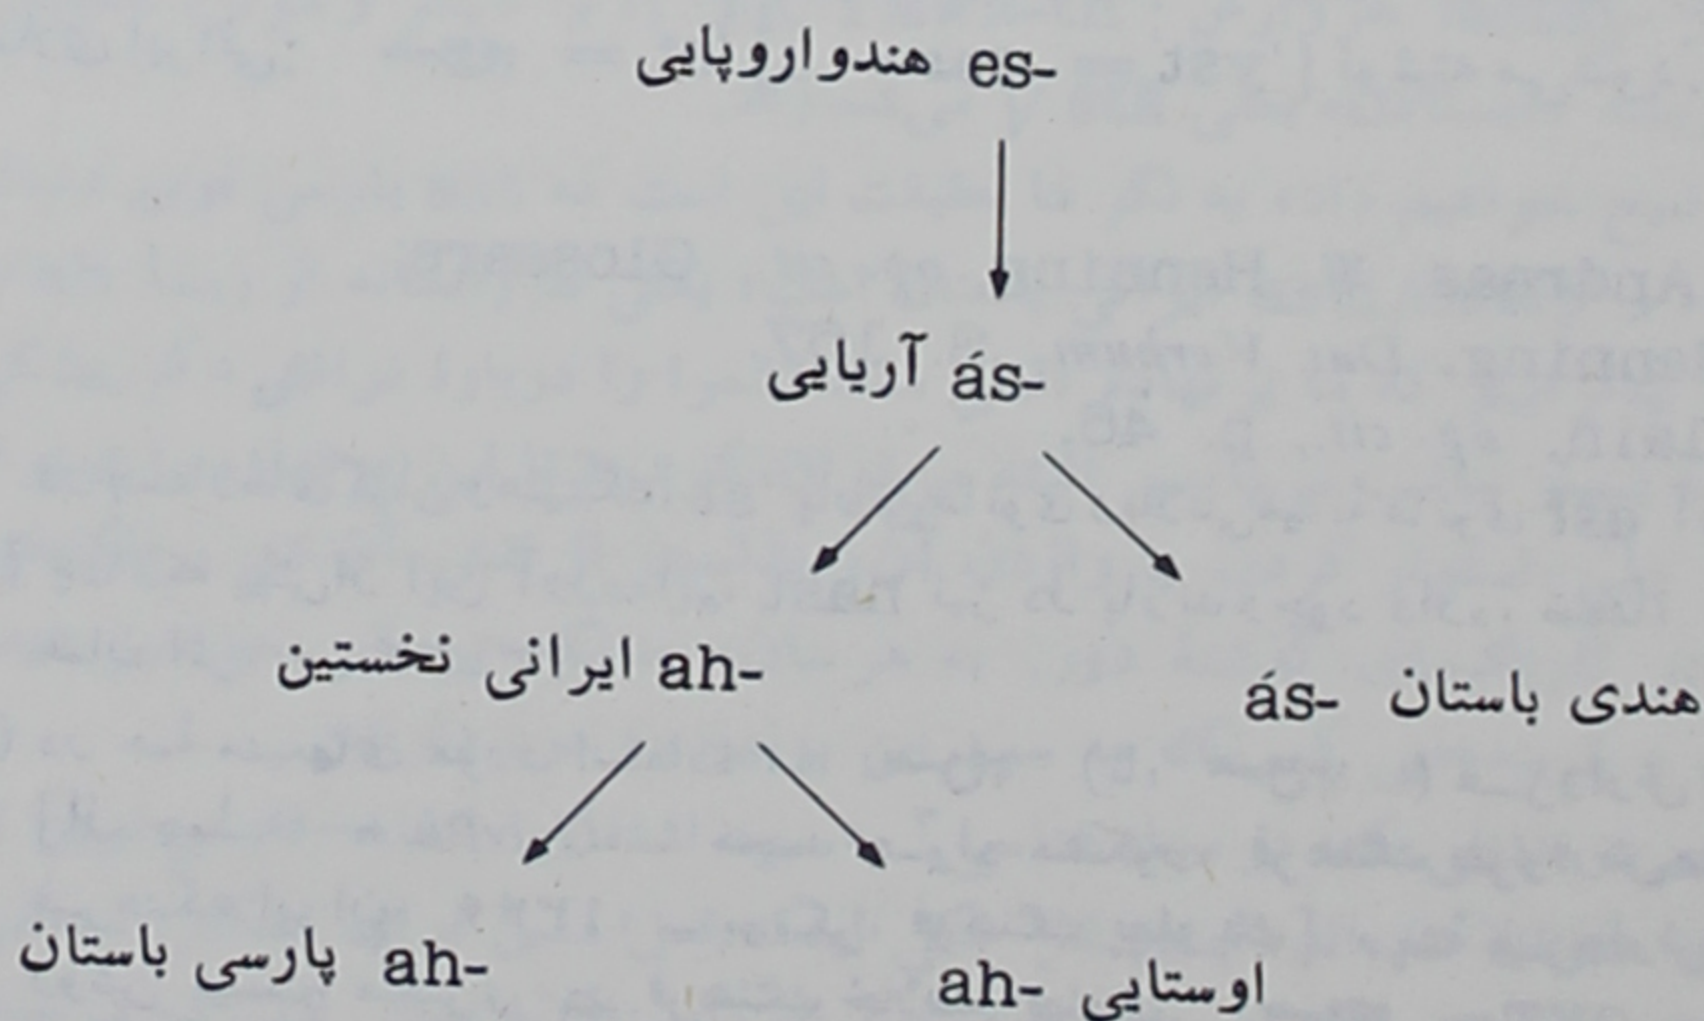 es- هندواروپایی
ás- آریایی
ah- ایرانی نخستین
ás- هندی باستان
ah- پارسی باستان
ah- اوستایی